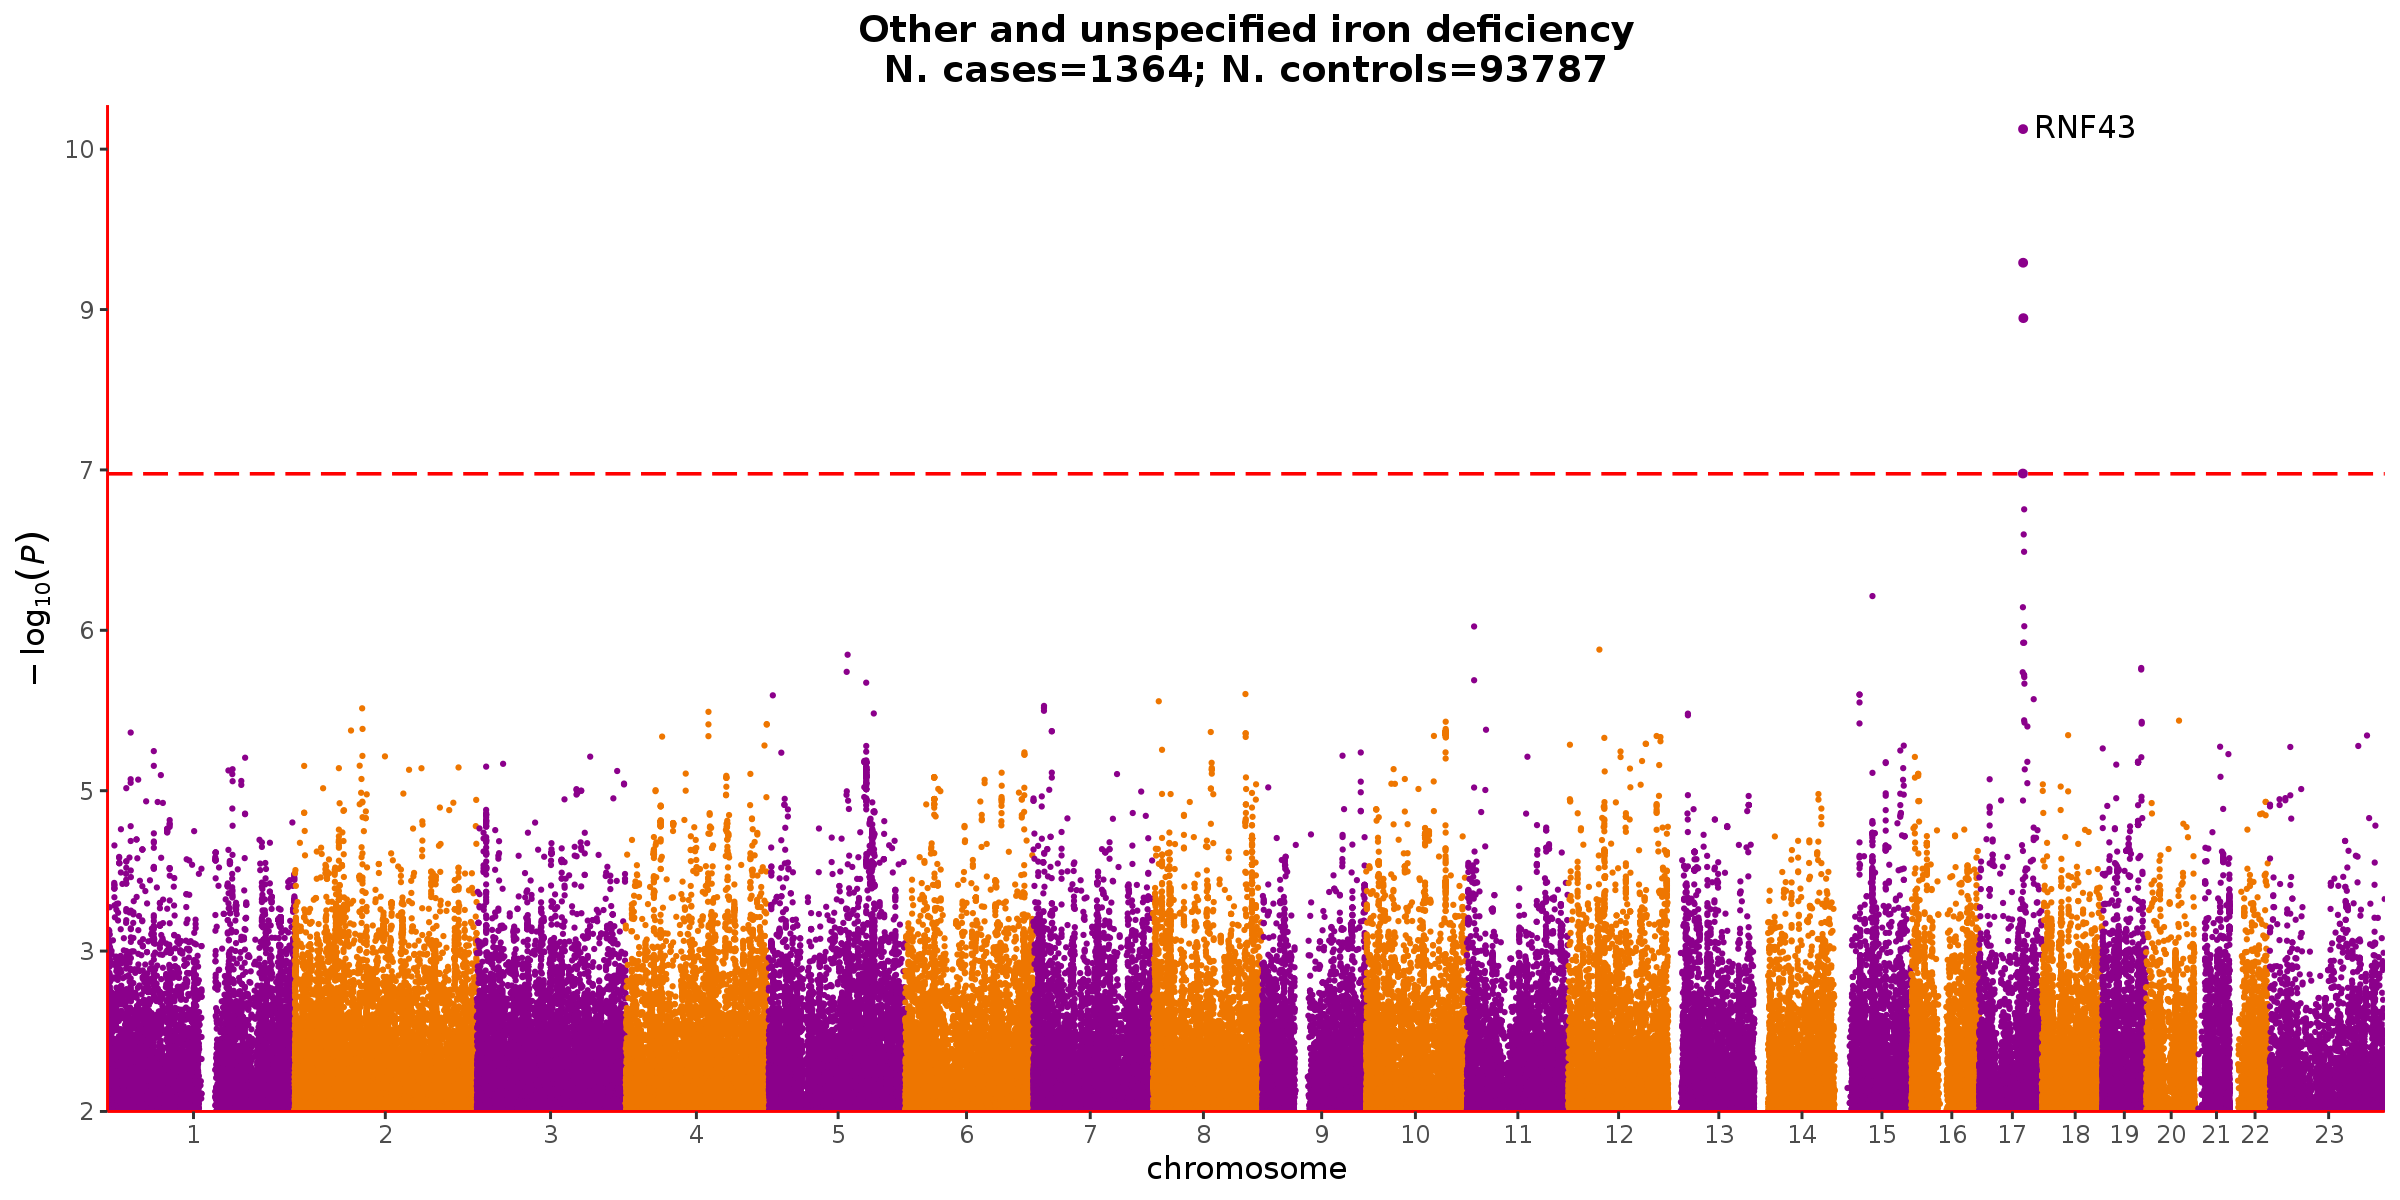 Other and unspecified iron deficiency
N. cases=1364; N. controls=93787
10
9
7
6
5
3
2
−log10(P)
RNF43
1 2 3 4 5 6 7 8 9 10 11 12 13 14 15 16 17 18 19 20 21 22 23
chromosome